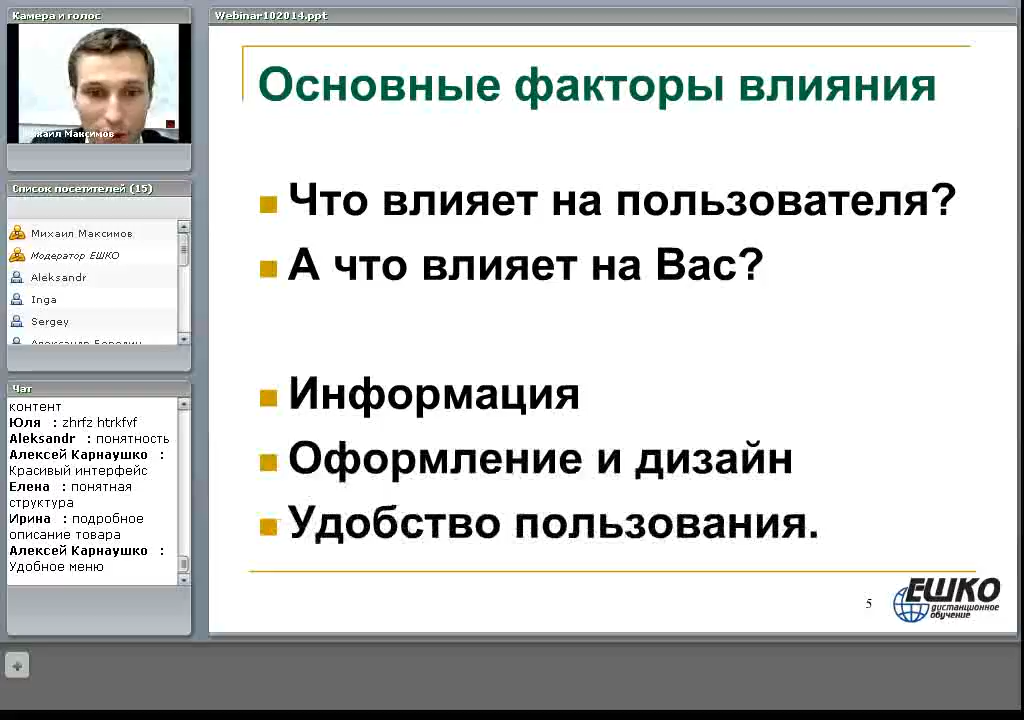 Камера и голос
Михаил Максимов
Список посетителей (15)
Михаил Максимов
Модератор ЕШКО
Aleksandr
Inga
Sergey
Чат
контент
Юля : zhrfz htrkfvf
Aleksandr : понятность
Алексей Карнаушко :
Красивый интерфейс
Елена : понятная
структура
Ирина : подробное
описание товара
Алексей Карнаушко :
Удобное меню
Webinar102014.ppt
Основные факторы влияния
Что влияет на пользователя?
А что влияет на Вас?
Информация
Оформление и дизайн
Удобство пользования.
5
ЕШКО
дистанционное
обучение